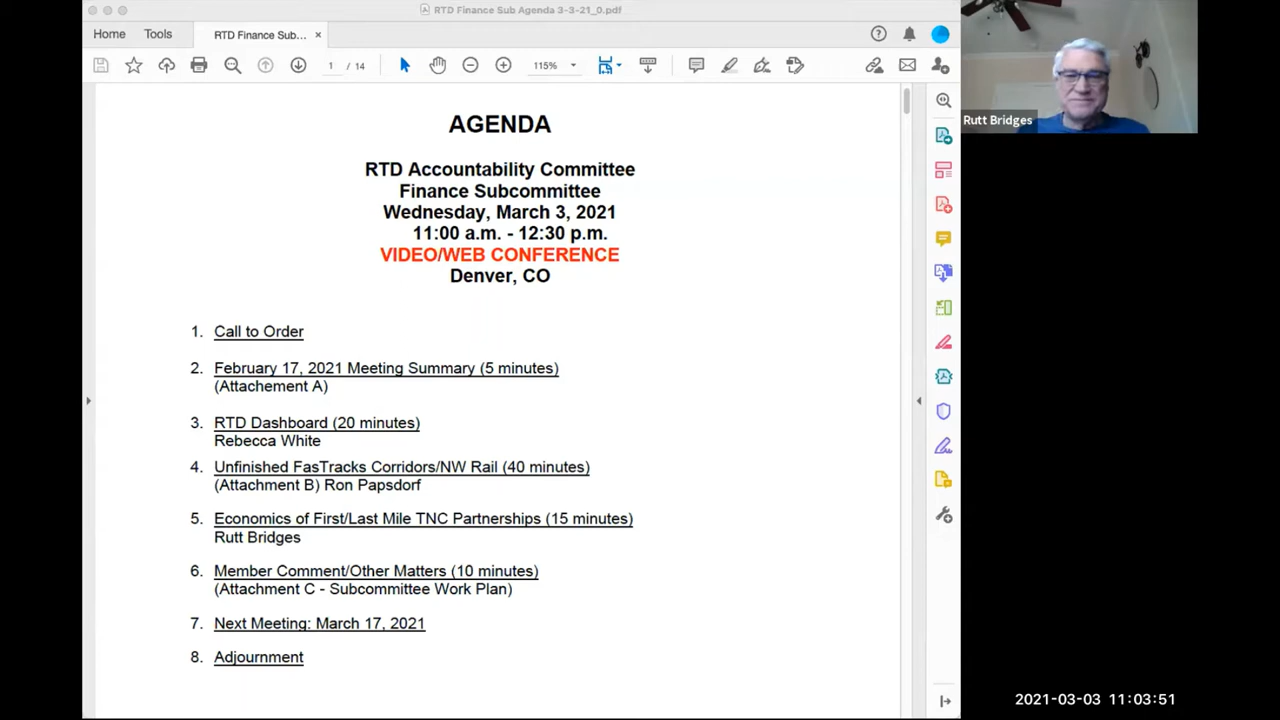 RTD Finance Sub Agenda 3-3-21_0.pdf
Home Tools RTD Finance Sub... ×
1 / 14 115%
AGENDA
RTD Accountability Committee
Finance Subcommittee
Wednesday, March 3, 2021
11:00 a.m. - 12:30 p.m.
VIDEO/WEB CONFERENCE
Denver, CO
1. Call to Order
2. February 17, 2021 Meeting Summary (5 minutes)
(Attachement A)
3. RTD Dashboard (20 minutes)
Rebecca White
4. Unfinished FasTracks Corridors/NW Rail (40 minutes)
(Attachment B) Ron Papsdorf
5. Economics of First/Last Mile TNC Partnerships (15 minutes)
Rutt Bridges
6. Member Comment/Other Matters (10 minutes)
(Attachment C - Subcommittee Work Plan)
7. Next Meeting: March 17, 2021
8. Adjournment
Rutt Bridges
2021-03-03 11:03:51